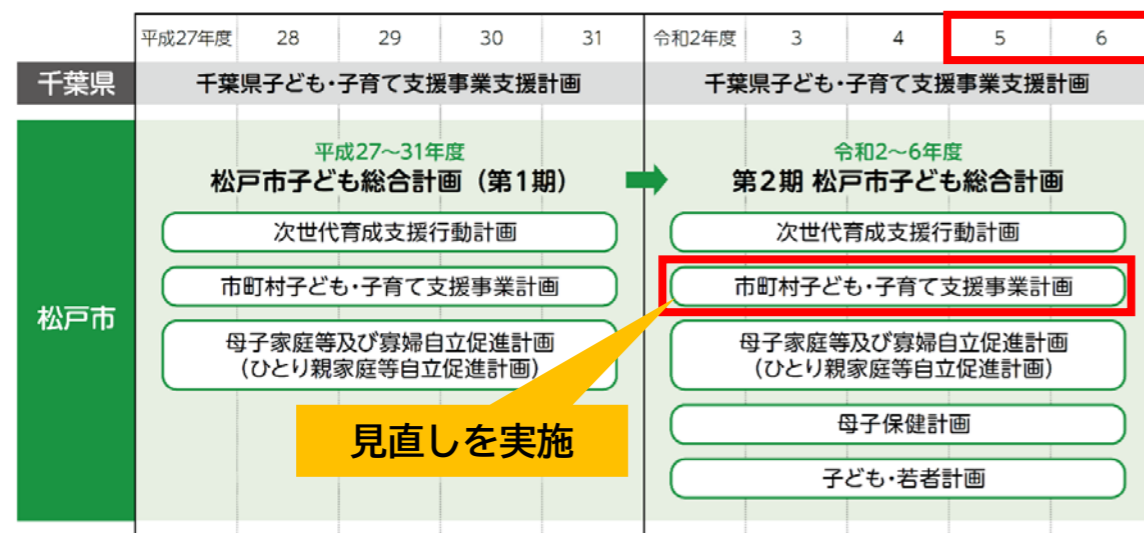 平成27年度 28 29 30 31 令和2年度 3 4 5 6
千葉県 千葉県子ども・子育て支援事業支援計画 千葉県子ども・子育て支援事業支援計画
松戸市
平成27～31年度
松戸市子ども総合計画（第1期）
次世代育成支援行動計画
市町村子ども・子育て支援事業計画
母子家庭等及び寡婦自立促進計画
（ひとり親家庭等自立促進計画）
令和2～6年度
第2期 松戸市子ども総合計画
次世代育成支援行動計画
市町村子ども・子育て支援事業計画
母子家庭等及び寡婦自立促進計画
（ひとり親家庭等自立促進計画）
母子保健計画
子ども・若者計画
見直しを実施